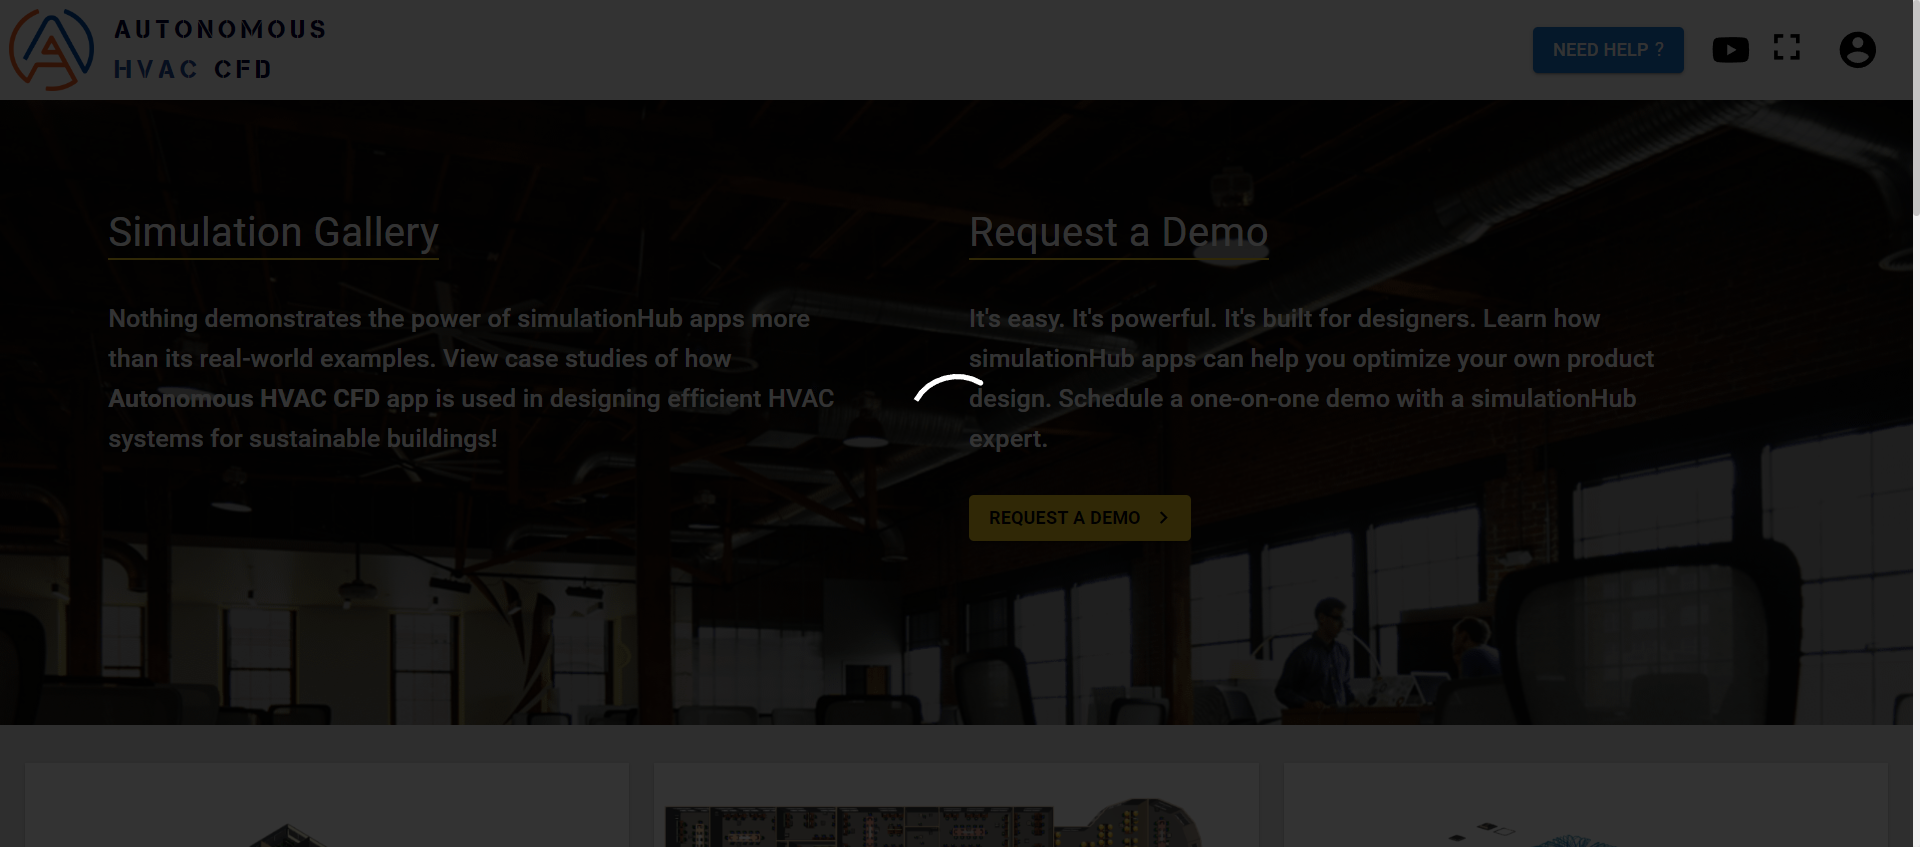 AUTONOMOUS
HVAC CFD
NEED HELP ?
Simulation Gallery
Nothing demonstrates the power of simulationHub apps more
than its real-world examples. View case studies of how
Autonomous HVAC CFD app is used in designing efficient HVAC
systems for sustainable buildings!
Request a Demo
It's easy. It's powerful. It's built for designers. Learn how
simulationHub apps can help you optimize your own product
design. Schedule a one-on-one demo with a simulationHub
expert.
REQUEST A DEMO